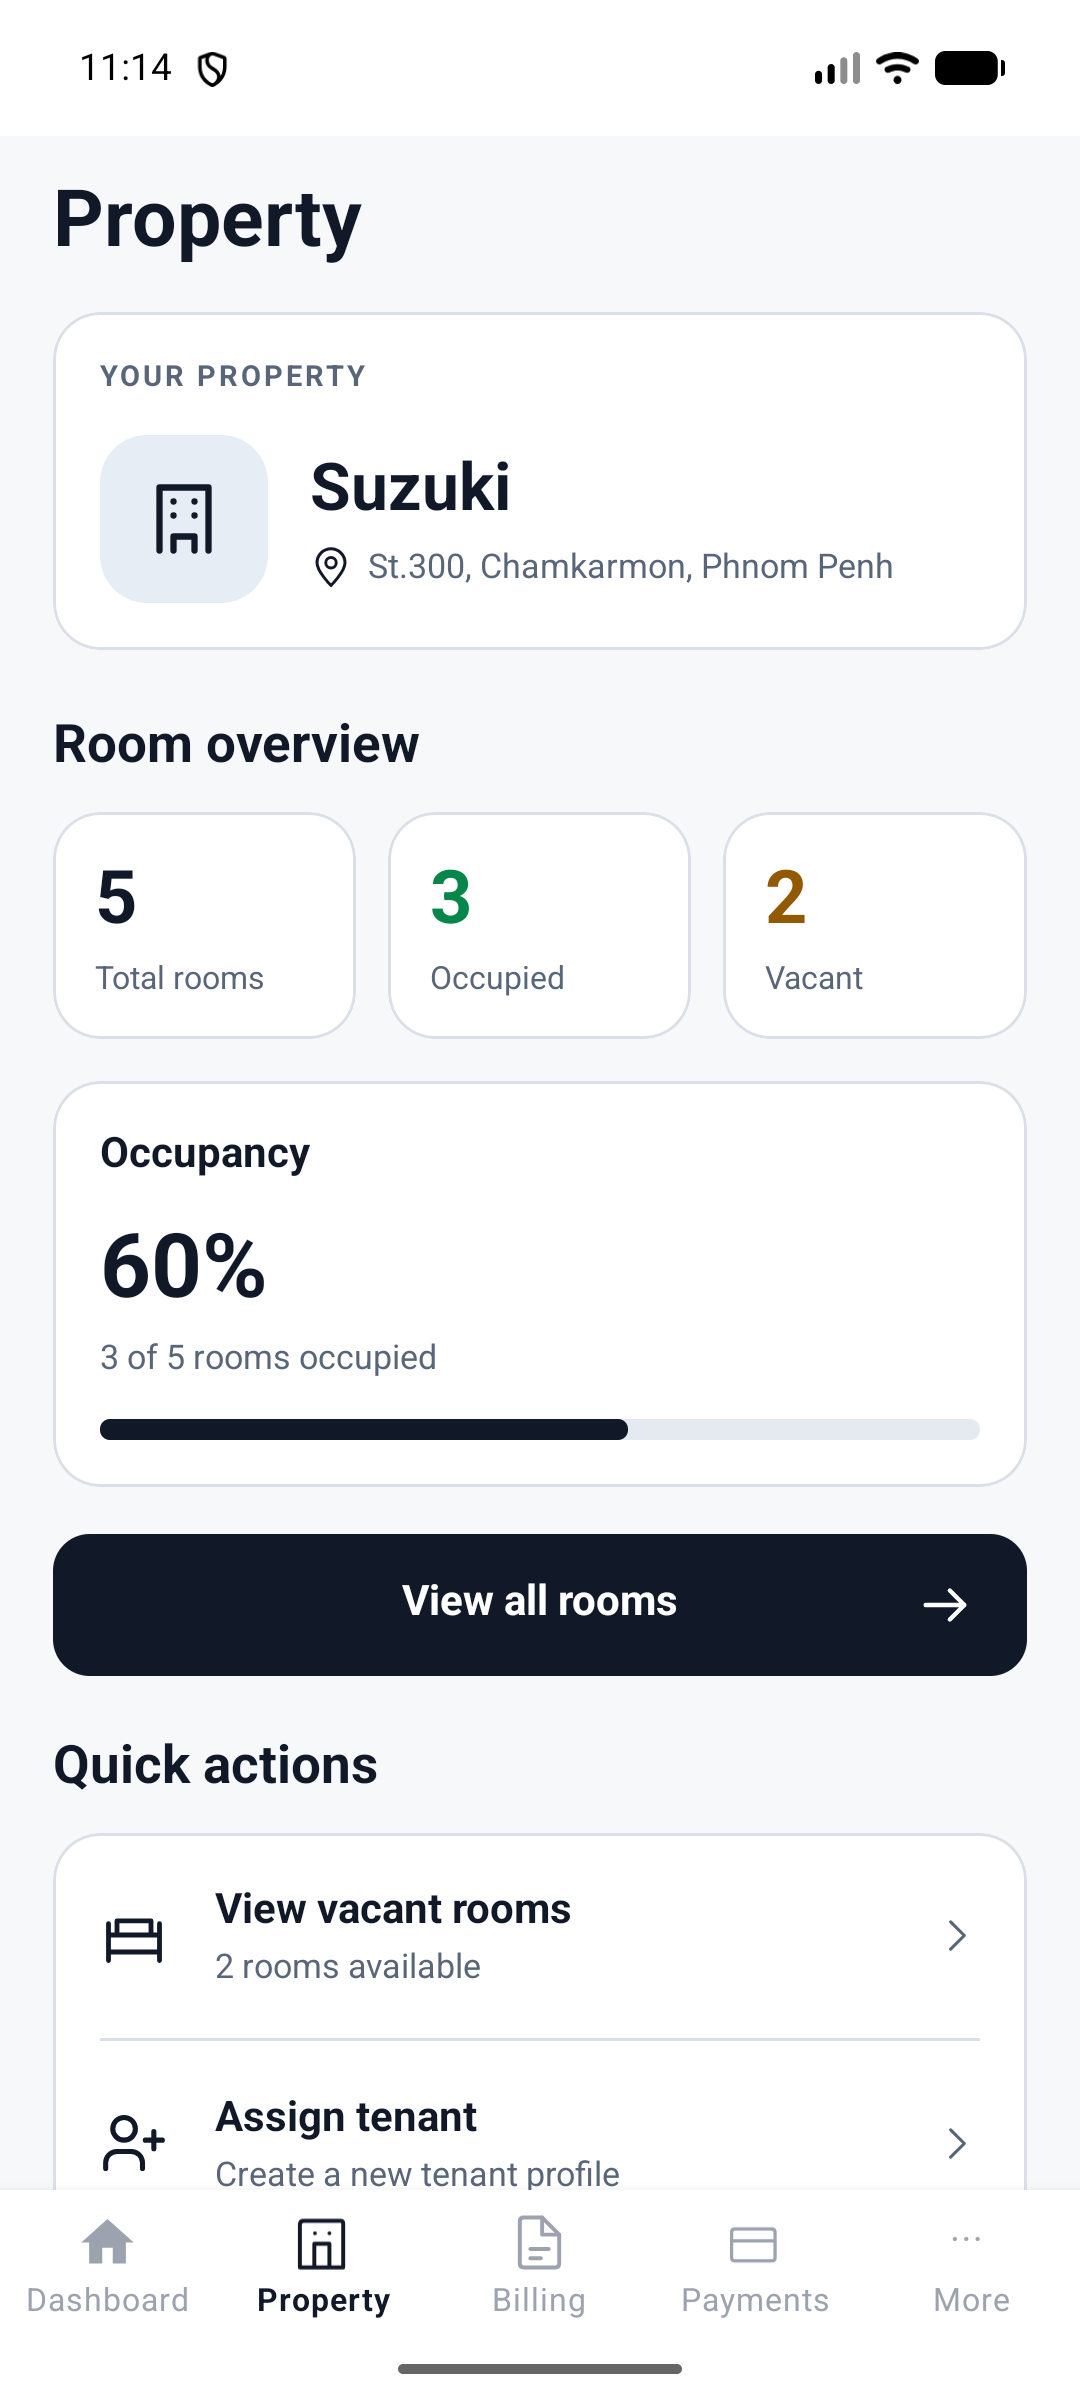 11:14
Property
YOUR PROPERTY
Suzuki
St.300, Chamkarmon, Phnom Penh
Room overview
5
Total rooms
3
Occupied
2
Vacant
Occupancy
60%
3 of 5 rooms occupied
View all rooms
Quick actions
View vacant rooms
2 rooms available
Assign tenant
Create a new tenant profile
Dashboard
Property
Billing
Payments
More